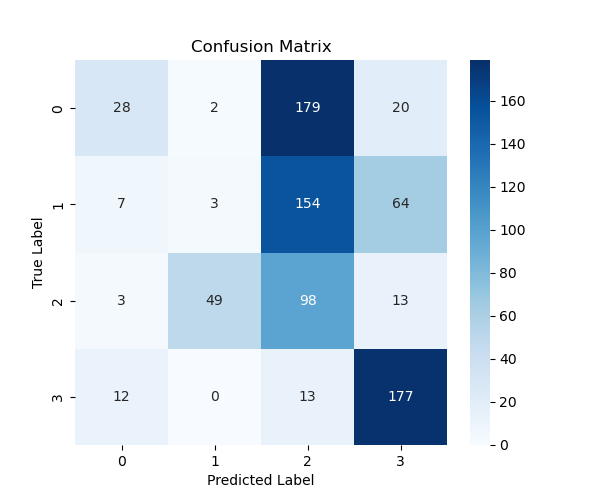 Confusion Matrix
0 28 2 179 20
1 7 3 154 64
2 3 49 98 13
3 12 0 13 177
0 1 2 3
Predicted Label
True Label
160
140
120
100
80
60
40
20
0